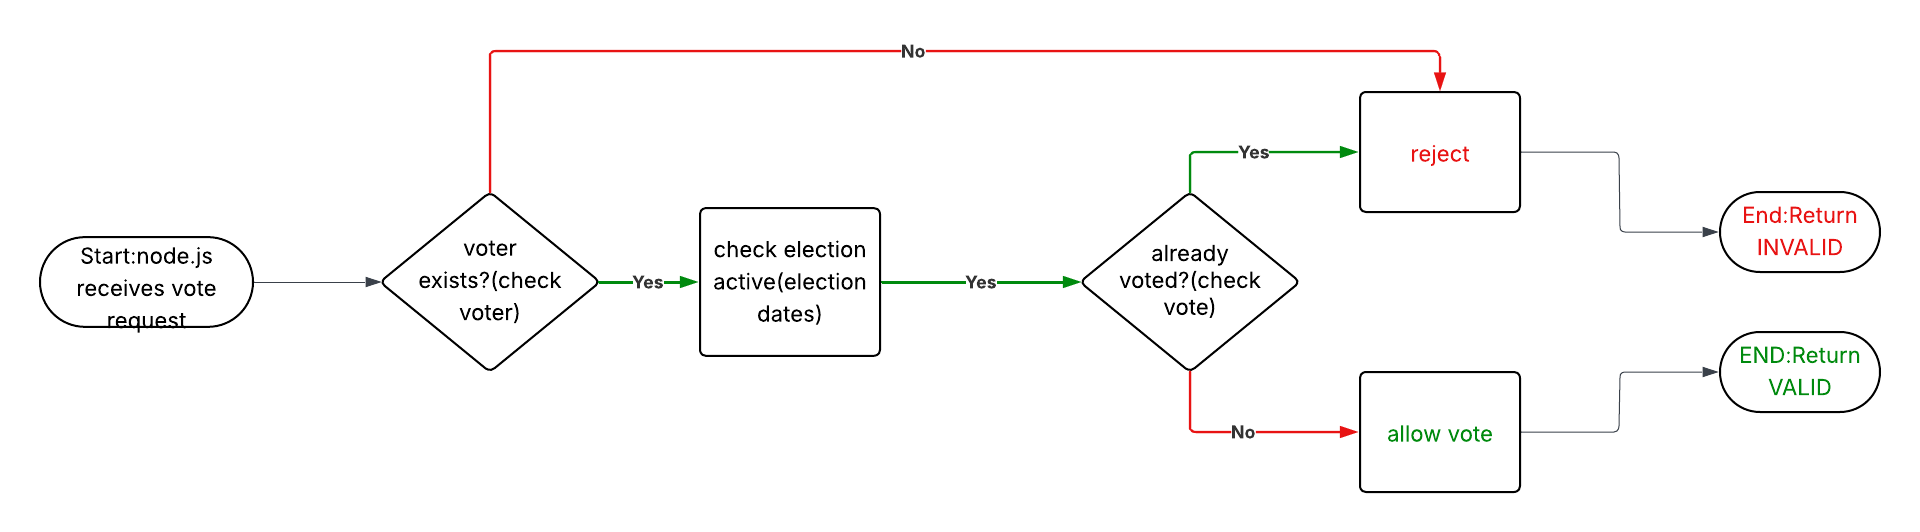 No
Yes
reject
Start:node.js
receives vote
request
voter
exists?(check
voter)
Yes
check election
active(election
dates)
Yes
already
voted?(check
vote)
End:Return
INVALID
No
allow vote
END:Return
VALID